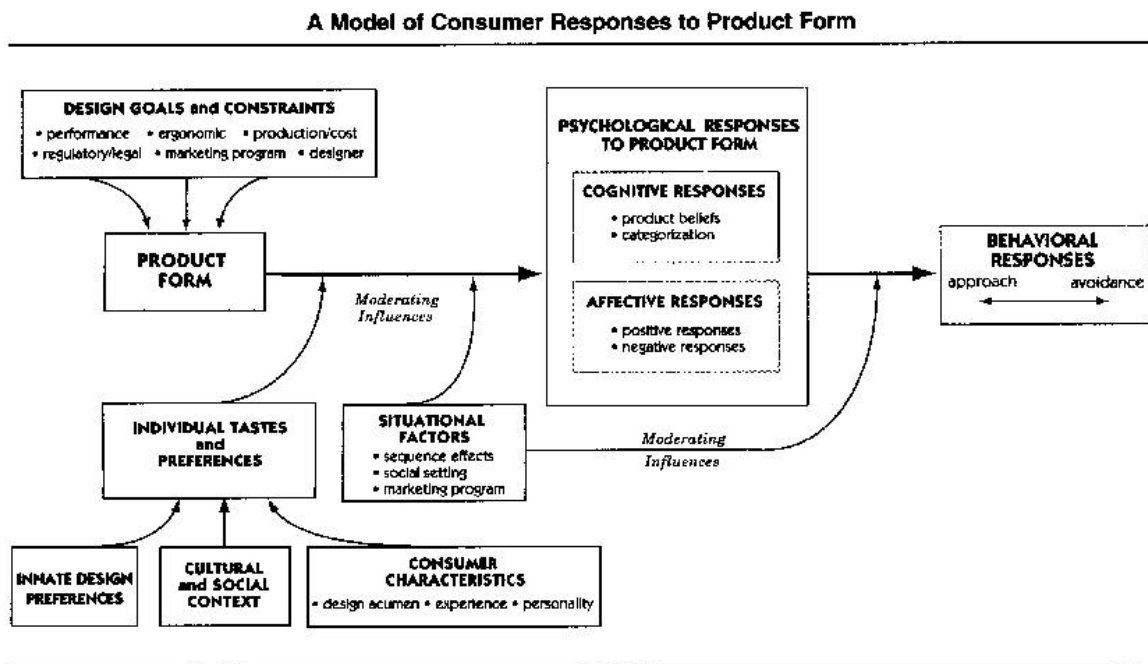 A Model of Consumer Responses to Product Form
DESIGN GOALS and CONSTRAINTS
• performance • ergonomic • production/cost
• regulatory/legal • marketing program • designer
PRODUCT
FORM
Moderating
Influences
PSYCHOLOGICAL RESPONSES
TO PRODUCT FORM
COGNITIVE RESPONSES
• product beliefs
• categorization
AFFECTIVE RESPONSES
• positive responses
• negative responses
BEHAVIORAL
RESPONSES
approach avoidance
INDIVIDUAL TASTES
and
PREFERENCES
SITUATIONAL
FACTORS
• sequence effects
• social setting
• marketing program
Moderating
Influences
INNATE DESIGN
PREFERENCES
CULTURAL
and SOCIAL
CONTEXT
CONSUMER
CHARACTERISTICS
• design acumen • experience • personality